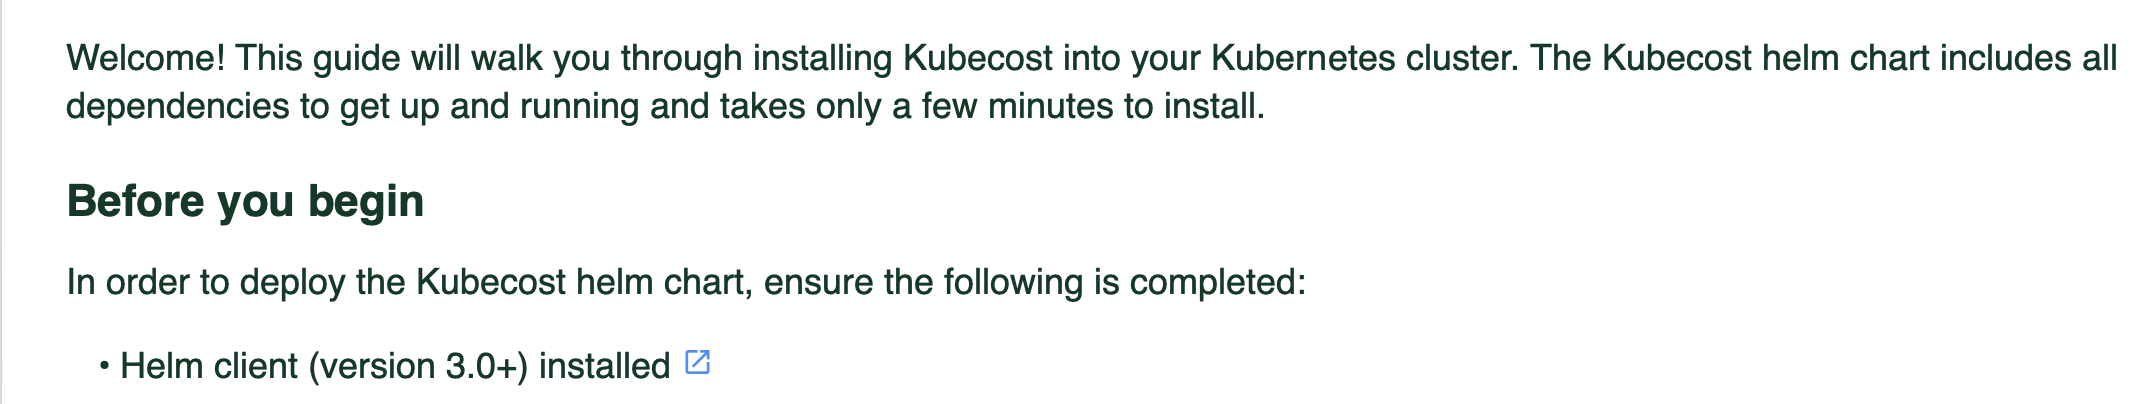 Welcome! This guide will walk you through installing Kubecost into your Kubernetes cluster. The Kubecost helm chart includes all
dependencies to get up and running and takes only a few minutes to install.
Before you begin
In order to deploy the Kubecost helm chart, ensure the following is completed:
• Helm client (version 3.0+) installed